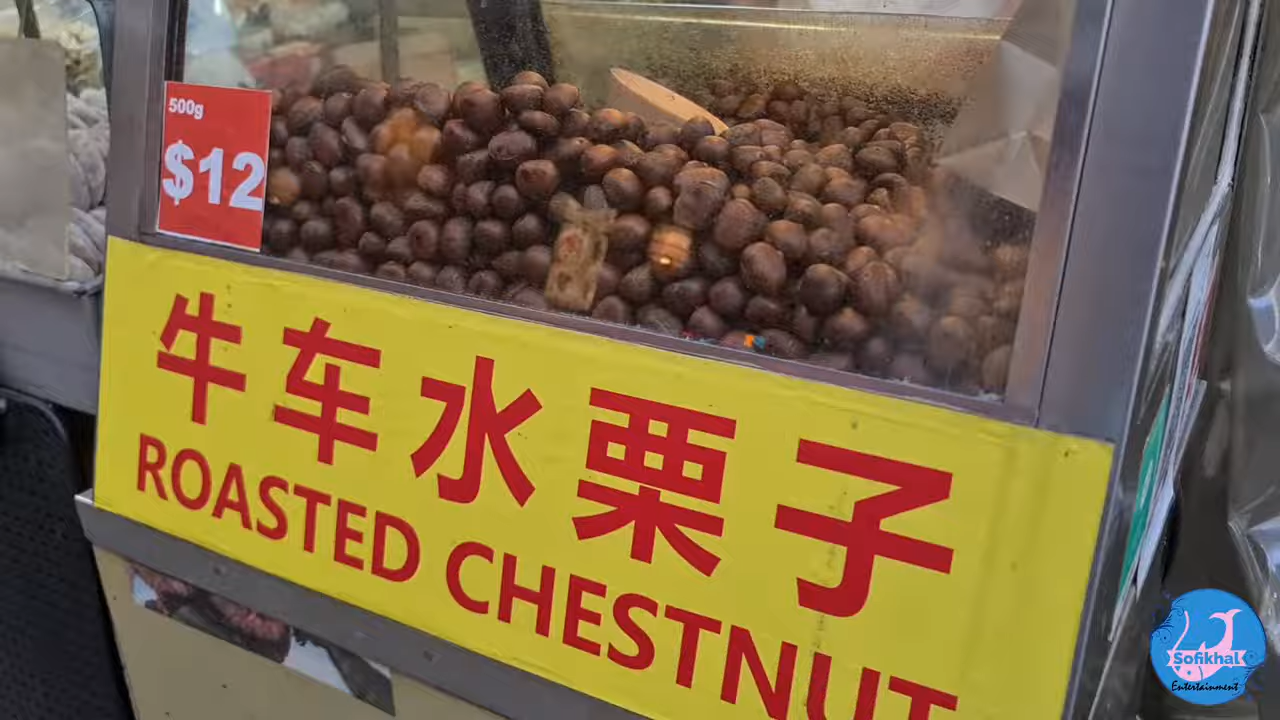 500g
$12
牛车水栗子
ROASTED CHESTNUT
Sofikhal
Entertainment